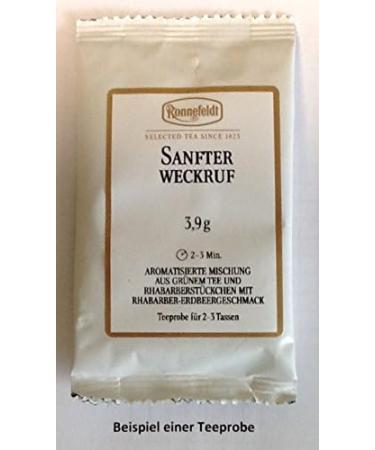 Ronnefeldt
SELECTED TEA SINCE 1823
SANFTER
WECKRUF
3,9 g
2-3 Min.
AROMATISIERTE MISCHUNG
AUS GRÜNEM TEE UND
RHABARBERSTÜCKCHEN MIT
RHABARBER-ERDBEERGESCHMACK
Teeprobe für 2-3 Tassen
Beispiel einer Teeprobe